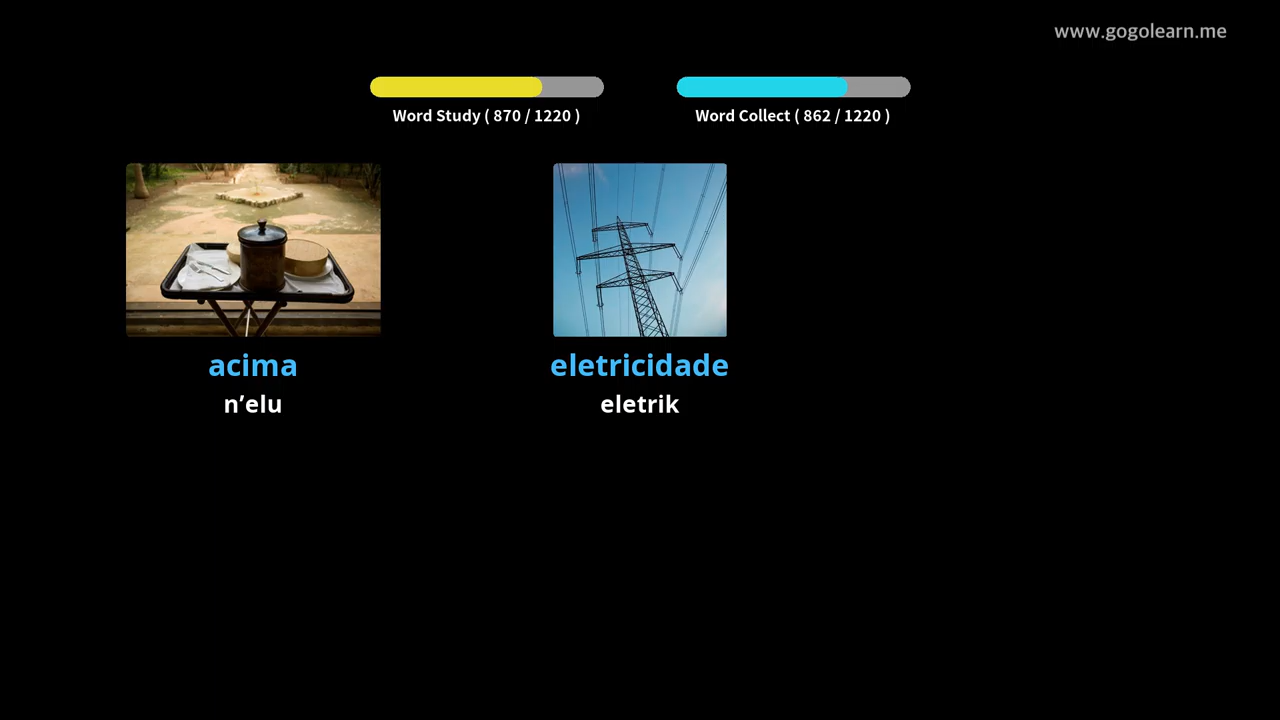 www.gogolearn.me
Word Study ( 870 / 1220 )
Word Collect ( 862 / 1220 )
acima
n’elu
eletricidade
eletrik